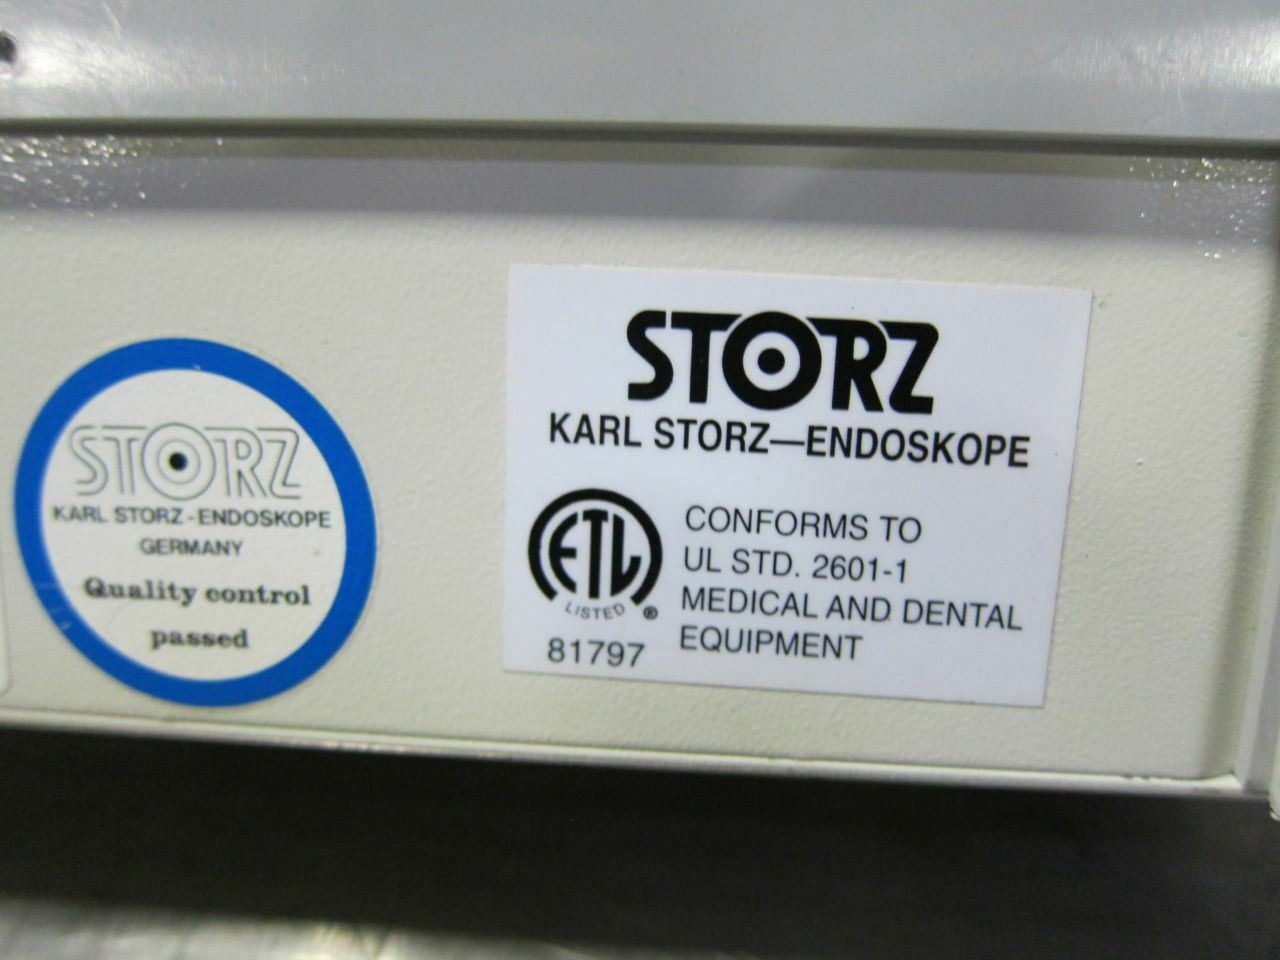 STORZ
KARL STORZ-ENDOSKOPE
GERMANY
Quality control
passed
STORZ
KARL STORZ—ENDOSKOPE
ETL
LISTED ®
81797
CONFORMS TO
UL STD. 2601-1
MEDICAL AND DENTAL
EQUIPMENT